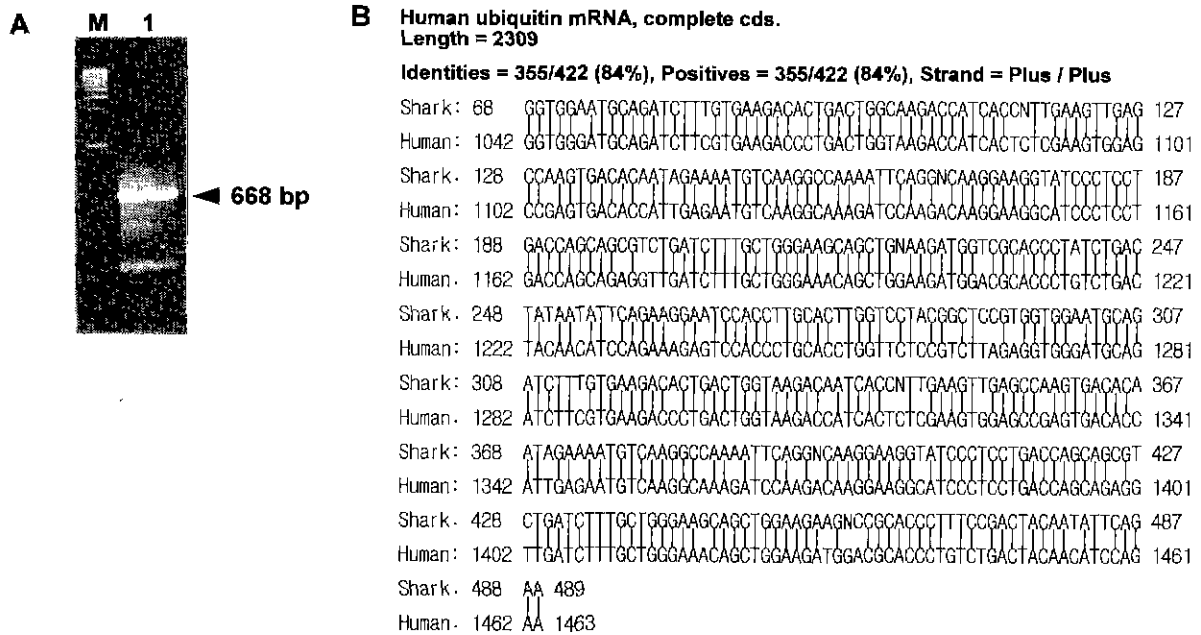 A
M 1
668 bp
B
Human ubiquitin mRNA, complete cds.
Length = 2309
Identities = 355/422 (84%), Positives = 355/422 (84%), Strand = Plus / Plus
Shark: 68 GGTGGAATGCAGATCTTTGTGAAGACACTGACTGGCAAGACCATCACCNTTGAAGTTGAG 127
Human: 1042 GGTGGGATGCAGATCTTCGTGAAGACCCTGACTGGTAAGACCATCACTCTCGAAGTGGAG 1101
Shark. 128 CCAAGTGACACAATAGAAAATGTCAAGGCCAAAATTCAGGNCAAGGAAGGTATCCCTCCT 187
Human: 1102 CCGAGTGACACCATTGAGAATGTCAAGGCAAAGATCCAAGACAAGGAAGGCATCCCTCCT 1161
Shark: 188 GACCAGCAGCGTCTGATCTTTGCTGGGAAGCAGCTGNAAGATGGTCGCACCCTATCTGAC 247
Human: 1162 GACCAGCAGAGGTTGATCTTTGCTGGGAAACAGCTGGAAGATGGACGCACCCTGTCTGAC 1221
Shark: 248 TATAATATTCAGAAGGAATCCACCTTGCACTTGGTCCTACGGCTCCGTGGTGGAATGCAG 307
Human: 1222 TACAACATCCAGAAAGAGTCCACCCTGCACCTGGTTCTCCGTCTTAGAGGTGGGATGCAG 1281
Shark: 308 ATCTTTGTGAAGACACTGACTGGTAAGACAATCACCNTTGAAGTTGAGCCAAGTGACACA 367
Human: 1282 ATCTTCGTGAAGACCCTGACTGGTAAGACCATCACTCTCGAAGTGGAGCCGAGTGACACC 1341
Shark: 368 ATAGAAAATGTCAAGGCCAAAATTCAGGNCAAGGAAGGTATCCCTCCTGACCAGCAGCGT 427
Human: 1342 ATTGAGAATGTCAAGGCAAAGATCCAAGACAAGGAAGGCATCCCTCCTGACCAGCAGAGG 1401
Shark. 428 CTGATCTTTGCTGGGAAGCAGCTGGAAGAAGNCCGCACCCTTTCCGACTACAATATTCAG 487
Human: 1402 TTGATCTTTGCTGGGAAACAGCTGGAAGATGGACGCACCCTGTCTGACTACAACATCCAG 1461
Shark. 488 AA 489
Human: 1462 AA 1463